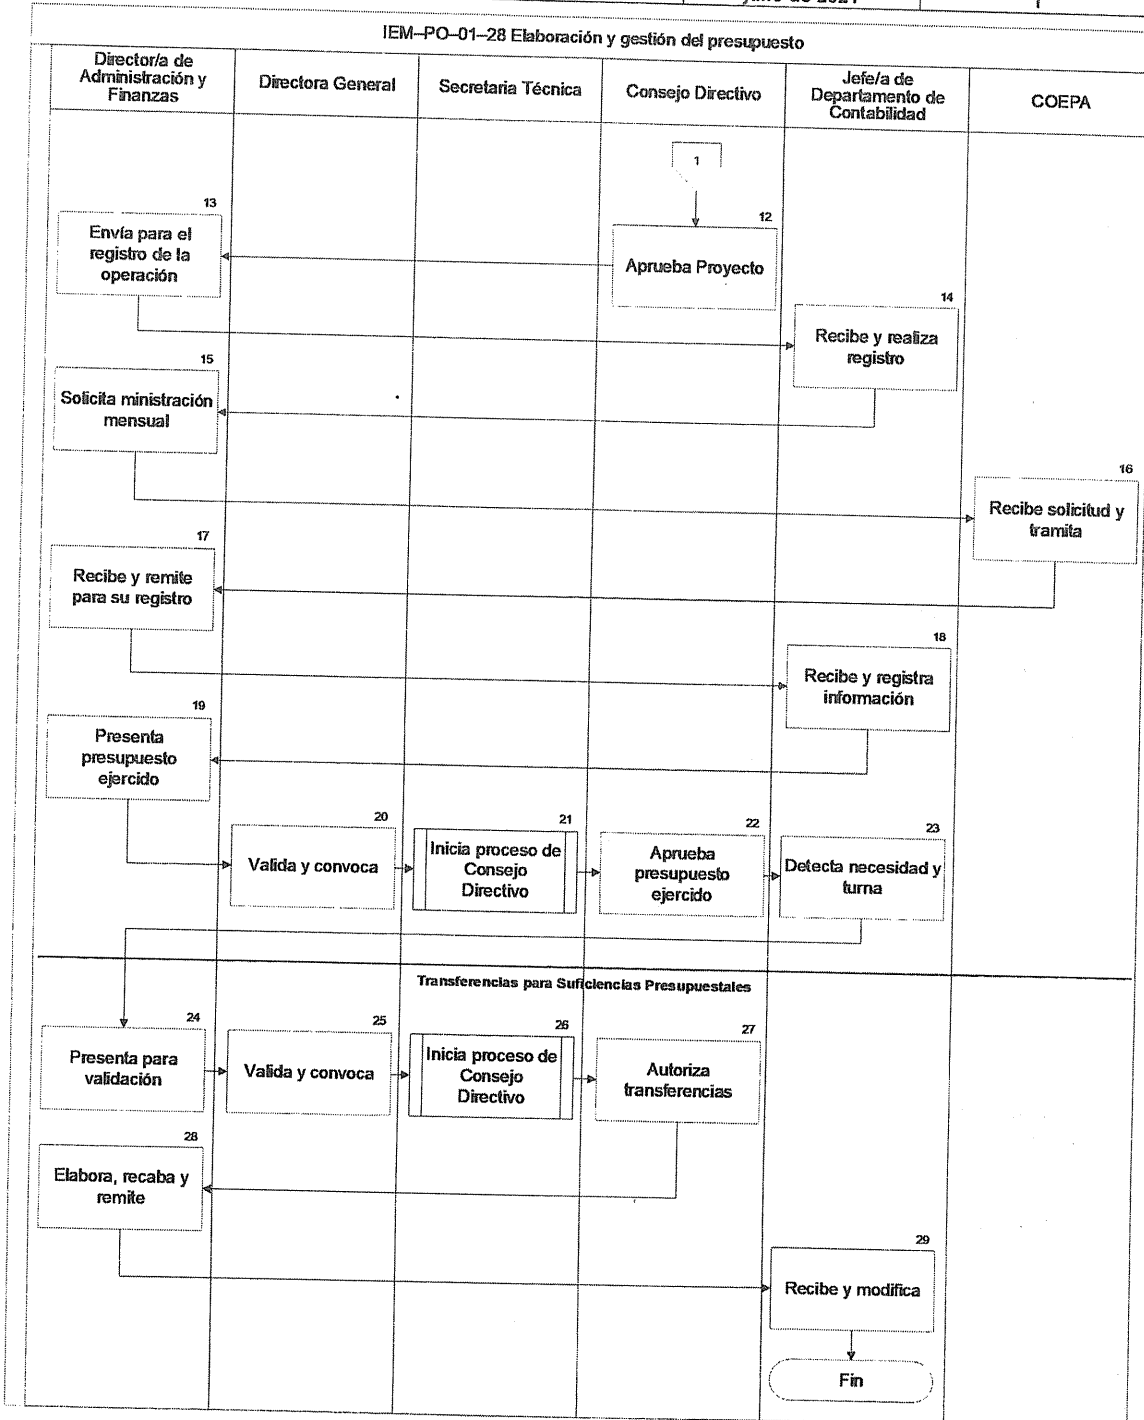 IEM–PO–01–28 Elaboración y gestión del presupuesto
Director/a de
Administración y
Finanzas
Directora General
Secretaria Técnica
Consejo Directivo
Jefe/a de
Departamento de
Contabilidad
COEPA
1
12
Aprueba Proyecto
13
Envía para el
registro de la
operación
14
Recibe y realiza
registro
15
Solicita ministración
mensual
16
Recibe solicitud y
tramita
17
Recibe y remite
para su registro
18
Recibe y registra
información
19
Presenta
presupuesto
ejercido
20
Valida y convoca
21
Inicia proceso de
Consejo
Directivo
22
Aprueba
presupuesto
ejercido
23
Detecta necesidad y
turna
Transferencias para Suficiencias Presupuestales
24
Presenta para
validación
25
Valida y convoca
26
Inicia proceso de
Consejo
Directivo
27
Autoriza
transferencias
28
Elabora, recaba y
remite
29
Recibe y modifica
Fin